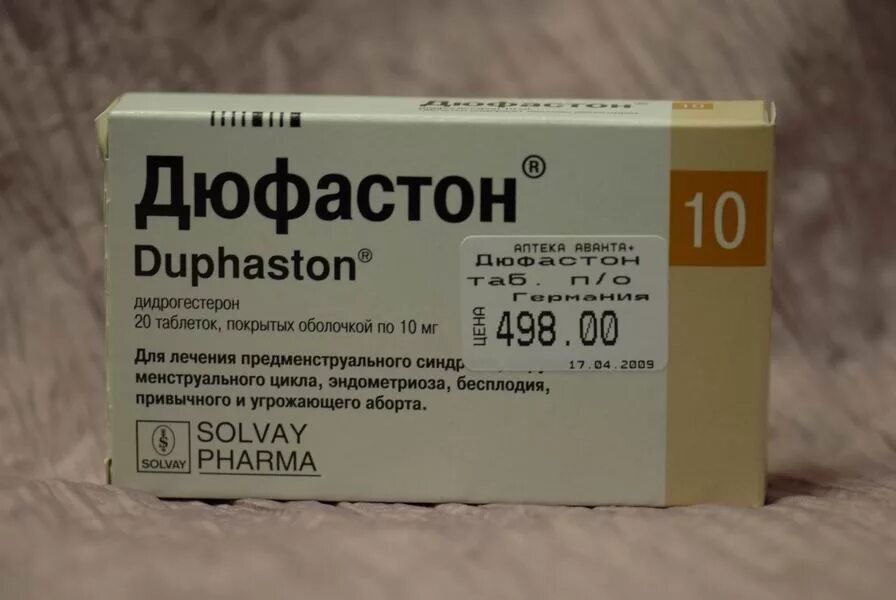 Дюфастон® 10
Дюфастон®
10
Duphaston®
дидрогестерон
20 таблеток, покрытых оболочкой по 10 мг
Для лечения предменструального
менструального цикла, эндометриоза, бесплодия,
привычного и угрожающего аборта.
SOLVAY
SOLVAY
PHARMA
АПТЕКА АВАНТА+
Дюфастон
таб. п/о
Германия
ЦЕНА
498.00
17.04.2009